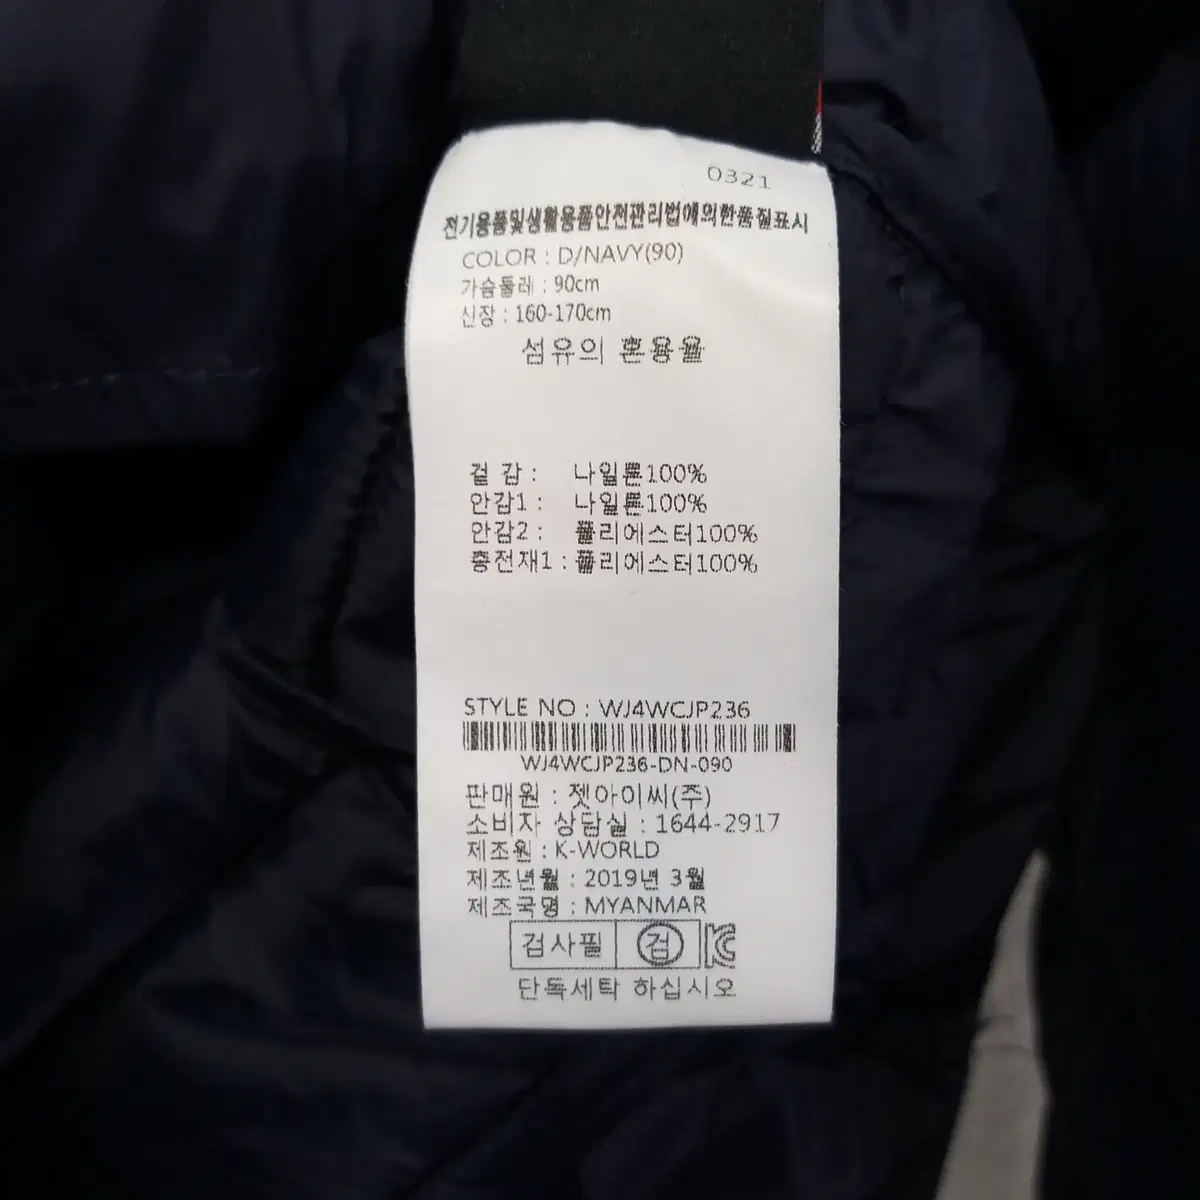 0321
전기용품및생활용품안전관리법에의한품질표시
COLOR : D/NAVY(90)
가슴둘레 : 90cm
신장 : 160-170cm
섬유의 혼용율
겉 감 : 나일론100%
안감1 : 나일론100%
안감2 : 폴리에스터100%
충전재1 : 폴리에스터100%
STYLE NO : WJ4WCJP236
WJ4WCJP236-DN-090
판매원 : 젯아이씨(주)
소비자 상담실 : 1644-2917
제조원 : K-WORLD
제조년월 : 2019년 3월
제조국명 : MYANMAR
검사필 검 KC
단독세탁 하십시오